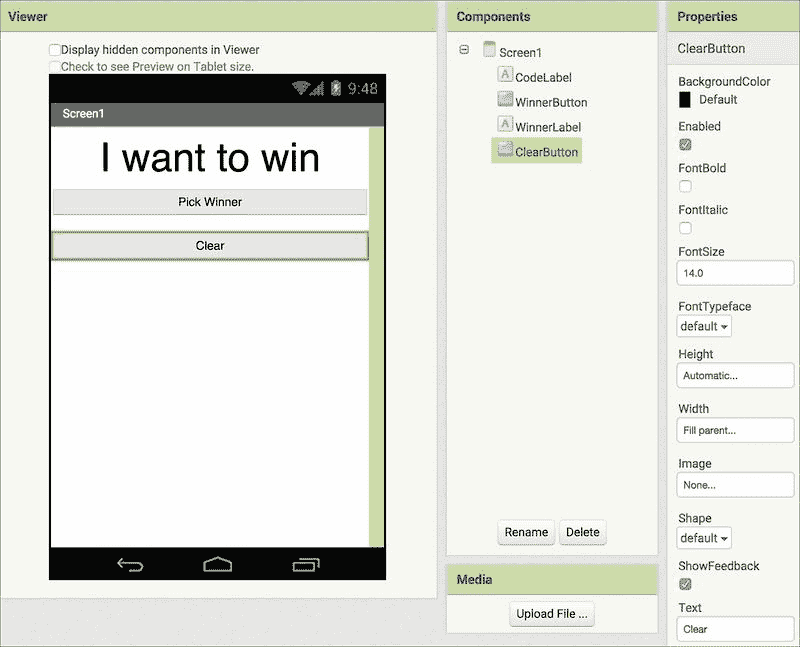 Viewer
Display hidden components in Viewer
Check to see Preview on Tablet size.
9:48
Screen1
I want to win
Pick Winner
Clear
Components
Screen1
A CodeLabel
WinnerButton
A WinnerLabel
ClearButton
Rename Delete
Media
Upload File ...
Properties
ClearButton
BackgroundColor
Default
Enabled
FontBold
FontItalic
FontSize
14.0
FontTypeface
default
Height
Automatic...
Width
Fill parent...
Image
None...
Shape
default
ShowFeedback
Text
Clear